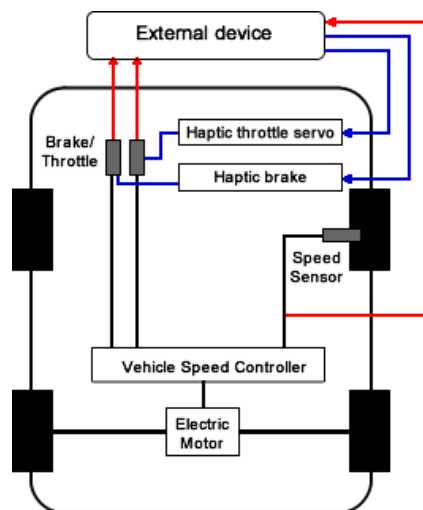 External device
Haptic throttle servo
Brake/
Throttle
Haptic brake
Speed
Sensor
Vehicle Speed Controller
Electric
Motor